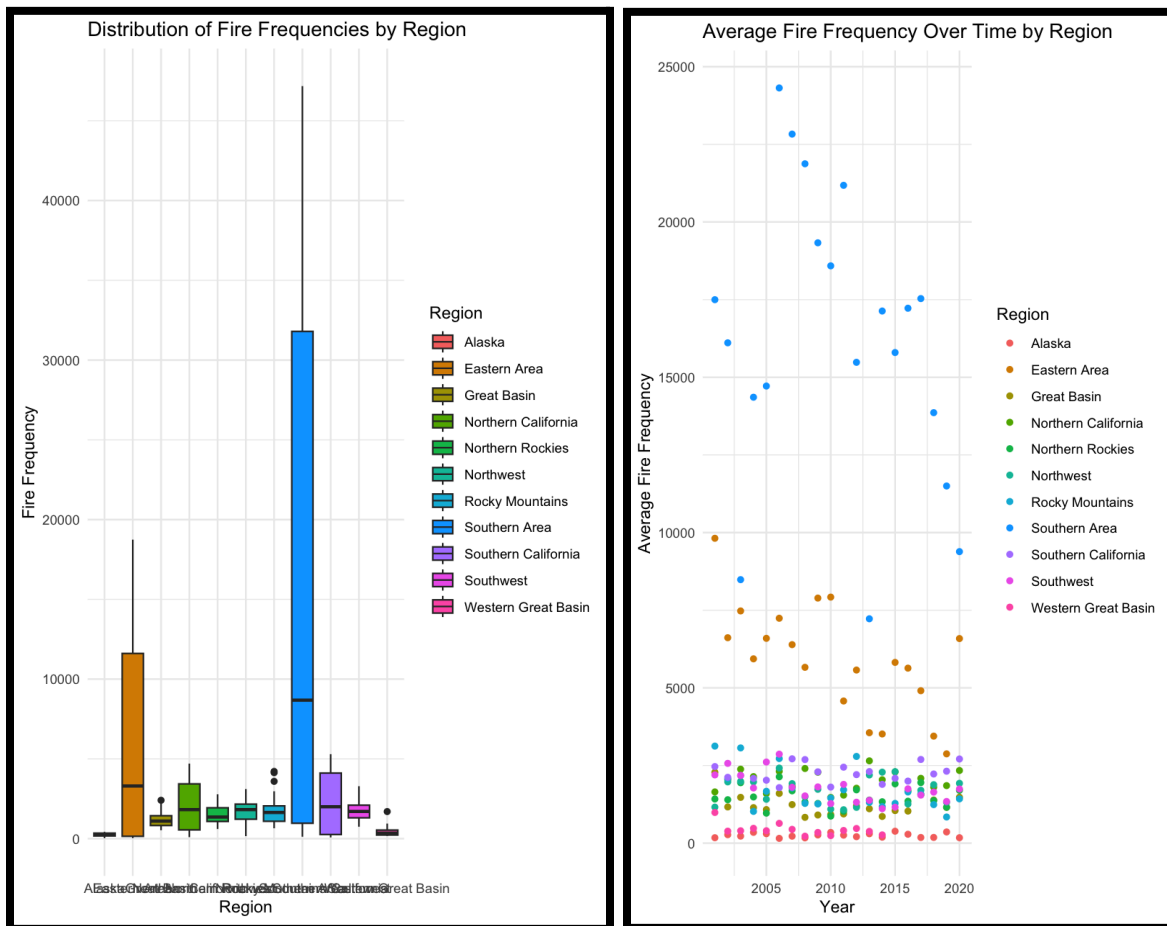 Distribution of Fire Frequencies by Region
40000
30000
20000
10000
0
Fire Frequency
Great Basin
Region
Region
Alaska
Eastern Area
Great Basin
Northern California
Northern Rockies
Northwest
Rocky Mountains
Southern Area
Southern California
Southwest
Western Great Basin
Average Fire Frequency Over Time by Region
25000
20000
15000
10000
5000
0
Average Fire Frequency
2005 2010 2015 2020
Year
Region
Alaska
Eastern Area
Great Basin
Northern California
Northern Rockies
Northwest
Rocky Mountains
Southern Area
Southern California
Southwest
Western Great Basin